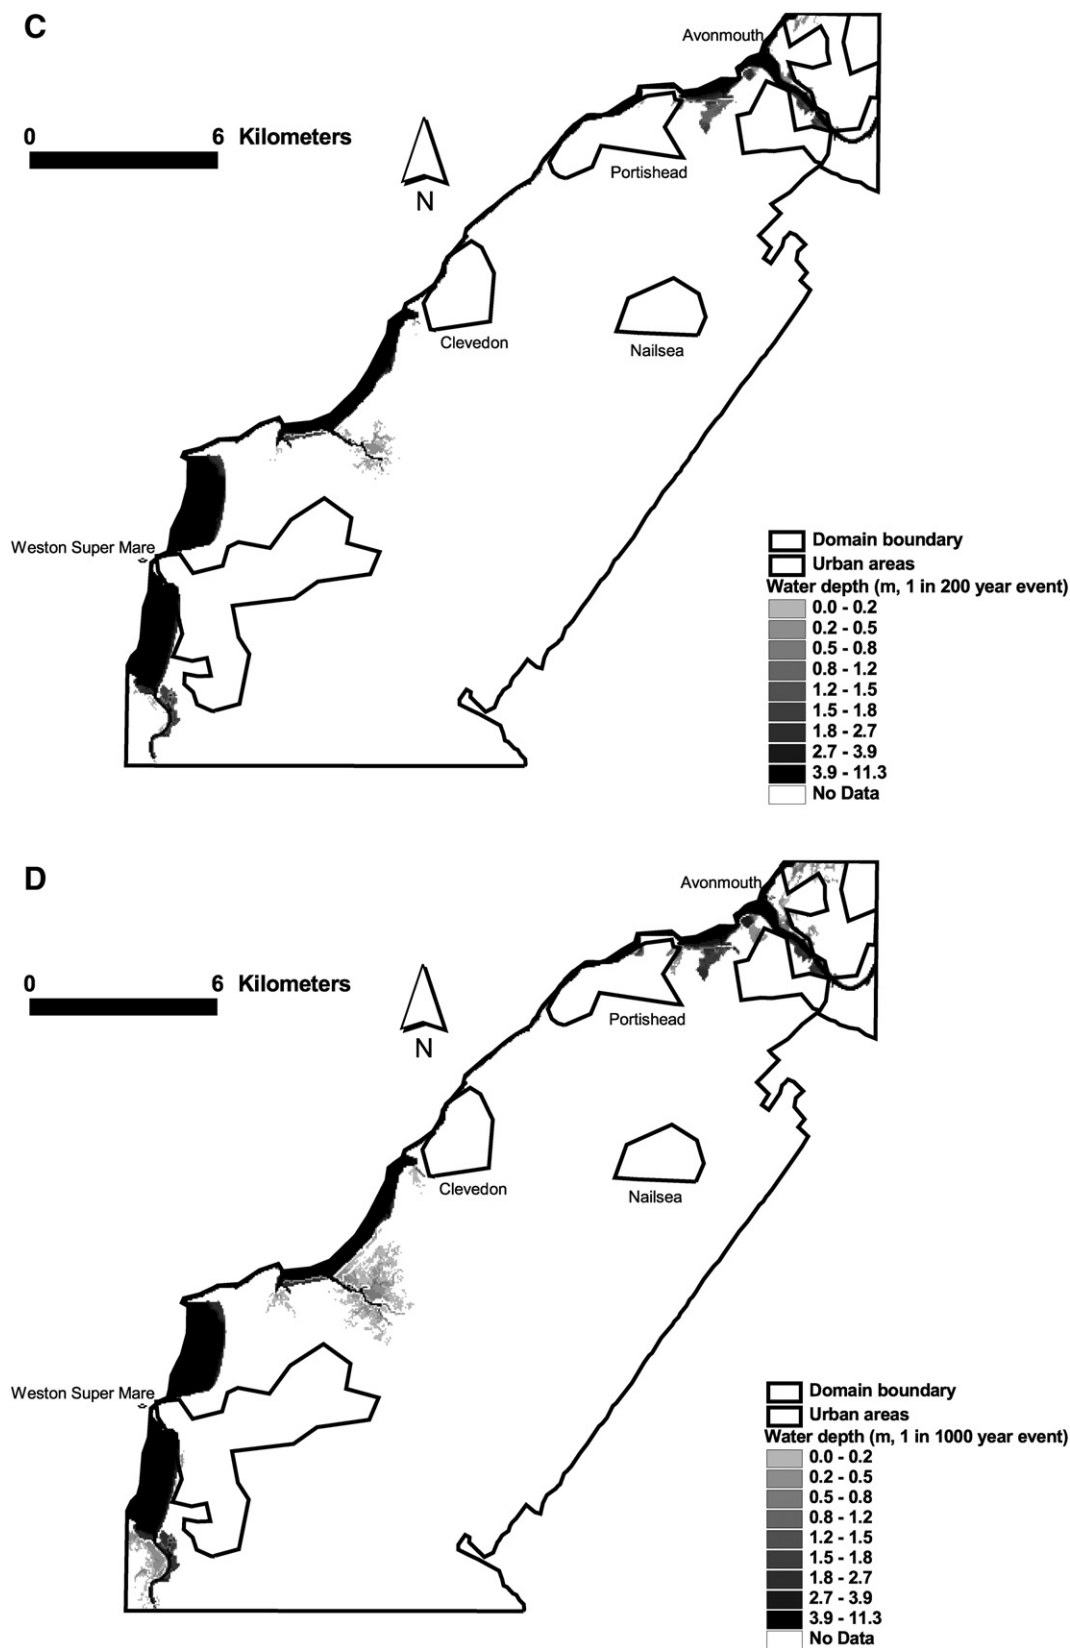 C
Avonmouth
0 6 Kilometers
N
Portishead
Clevedon
Nailsea
Weston Super Mare
Domain boundary
Urban areas
Water depth (m, 1 in 200 year event)
0.0 - 0.2
0.2 - 0.5
0.5 - 0.8
0.8 - 1.2
1.2 - 1.5
1.5 - 1.8
1.8 - 2.7
2.7 - 3.9
3.9 - 11.3
No Data
D
Avonmouth
0 6 Kilometers
N
Portishead
Clevedon
Nailsea
Weston Super Mare
Domain boundary
Urban areas
Water depth (m, 1 in 1000 year event)
0.0 - 0.2
0.2 - 0.5
0.5 - 0.8
0.8 - 1.2
1.2 - 1.5
1.5 - 1.8
1.8 - 2.7
2.7 - 3.9
3.9 - 11.3
No Data